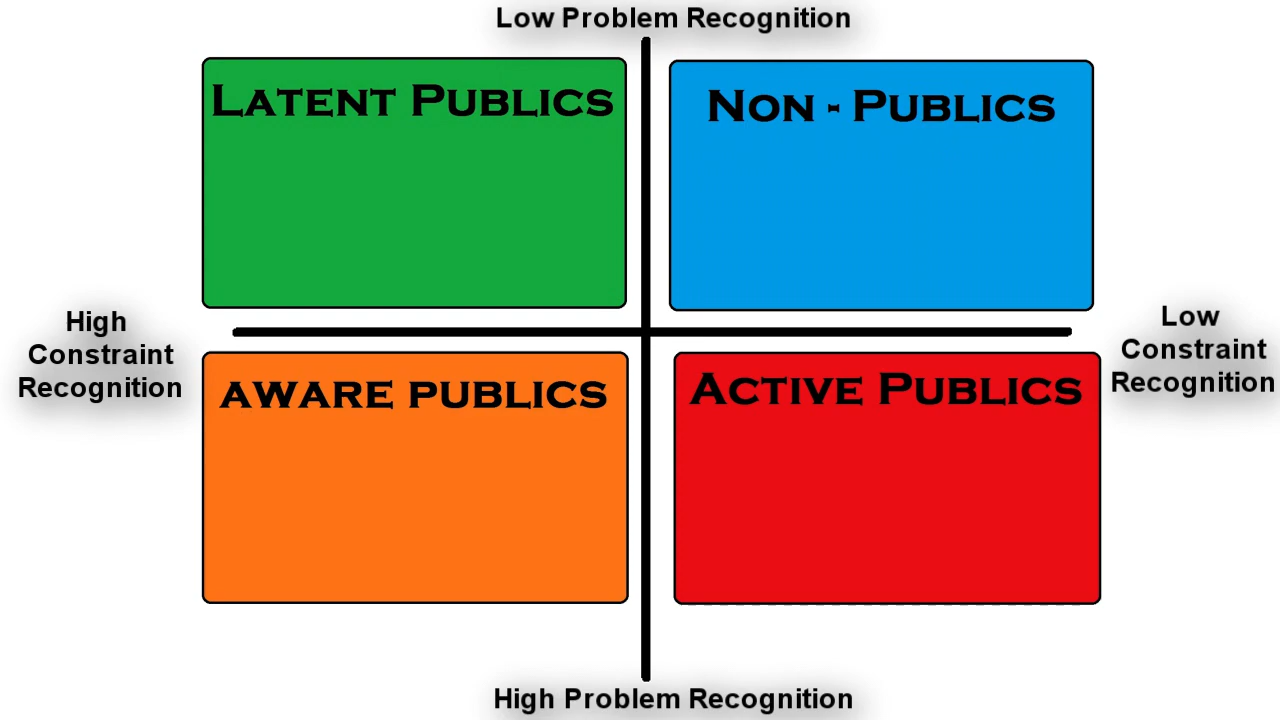 Low Problem Recognition
Latent Publics
Non - Publics
High
Constraint
Recognition
Low
Constraint
Recognition
aware publics
Active Publics
High Problem Recognition